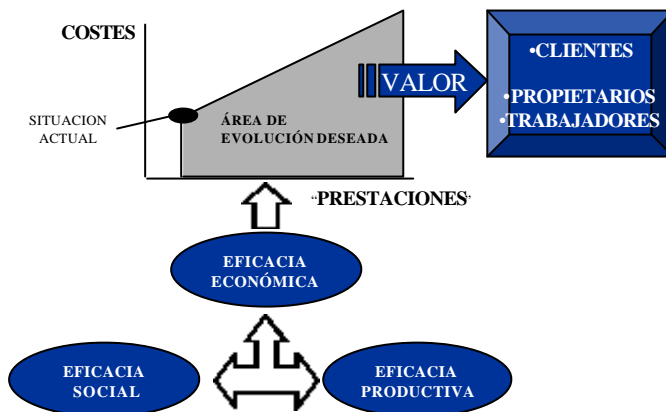 COSTES
•CLIENTES
VALOR
•PROPIETARIOS
•TRABAJADORES
SITUACION
ACTUAL
ÁREA DE
EVOLUCIÓN DESEADA
“PRESTACIONES”
EFICACIA
ECONÓMICA
EFICACIA
SOCIAL
EFICACIA
PRODUCTIVA